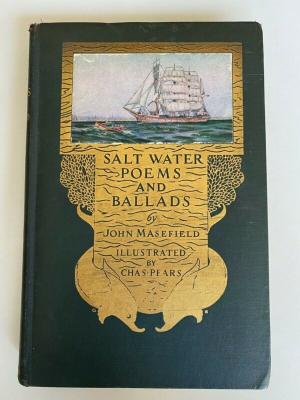 SALT WATER
POEMS
AND
BALLADS
by
JOHN MASEFIELD
ILLUSTRATED
BY
CHAS·PEARS